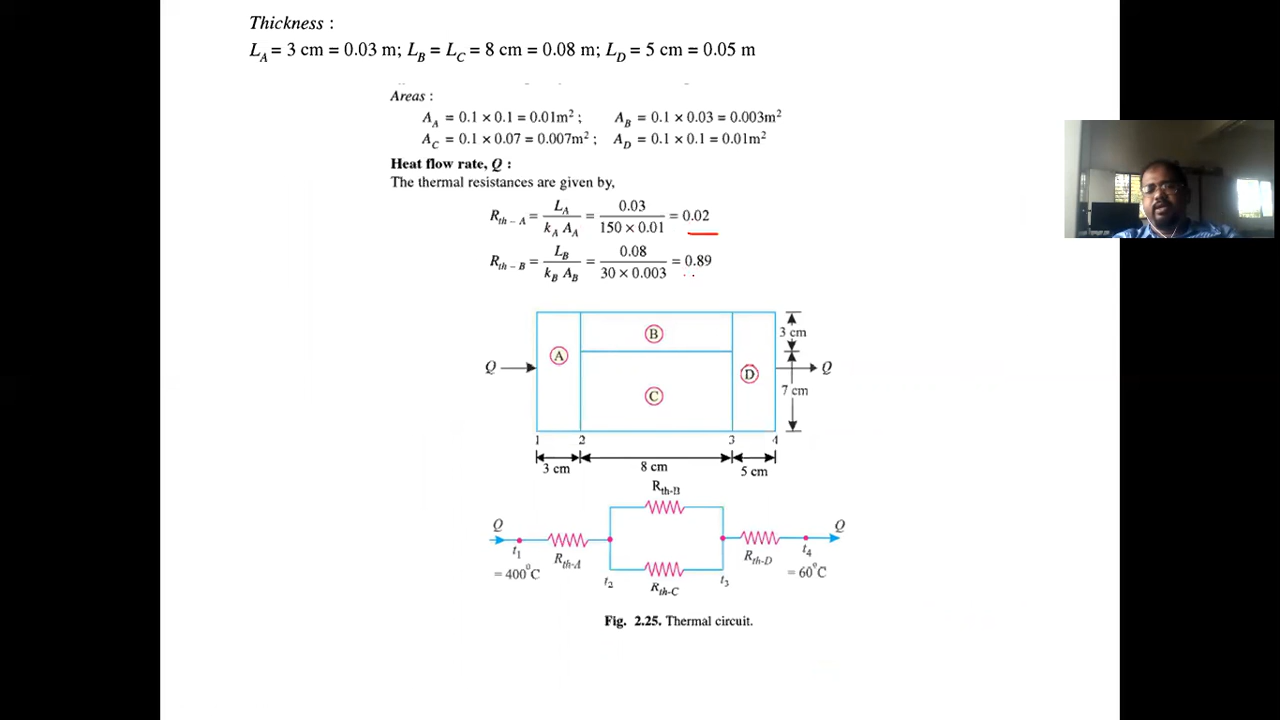 Thickness :
L_A = 3 cm = 0.03 m; L_B = L_C = 8 cm = 0.08 m; L_D = 5 cm = 0.05 m
Areas :
A_A = 0.1 × 0.1 = 0.01m² ; A_B = 0.1 × 0.03 = 0.003m²
A_C = 0.1 × 0.07 = 0.007m² ; A_D = 0.1 × 0.1 = 0.01m²
Heat flow rate, Q :
The thermal resistances are given by,
R_th – A = L_A / k_A A_A = 0.03 / 150 × 0.01 = 0.02
R_th – B = L_B / k_B A_B = 0.08 / 30 × 0.003 = 0.89
B
3 cm
A
Q
D
Q
C
7 cm
1 2 3 4
3 cm 8 cm 5 cm
R_th-B
Q Q
t_1 R_th-A R_th-D t_4
= 400°C t_2 t_3 = 60°C
R_th-C
Fig. 2.25. Thermal circuit.